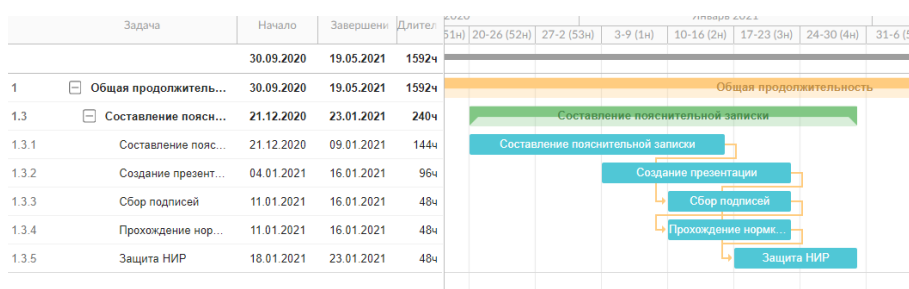 2020 Январь 2021
Задача Начало Завершени Длител
51н) 20-26 (52н) 27-2 (53н) 3-9 (1н) 10-16 (2н) 17-23 (3н) 24-30 (4н) 31-6 (5
30.09.2020 19.05.2021 1592ч
1 Общая продолжитель... 30.09.2020 19.05.2021 1592ч Общая продолжительность
1.3 Составление поясн... 21.12.2020 23.01.2021 240ч Составление пояснительной записки
1.3.1 Составление пояс... 21.12.2020 09.01.2021 144ч Составление пояснительной записки
1.3.2 Создание презент... 04.01.2021 16.01.2021 96ч Создание презентации
1.3.3 Сбор подписей 11.01.2021 16.01.2021 48ч Сбор подписей
1.3.4 Прохождение нор... 11.01.2021 16.01.2021 48ч Прохождение нормк...
1.3.5 Защита НИР 18.01.2021 23.01.2021 48ч Защита НИР